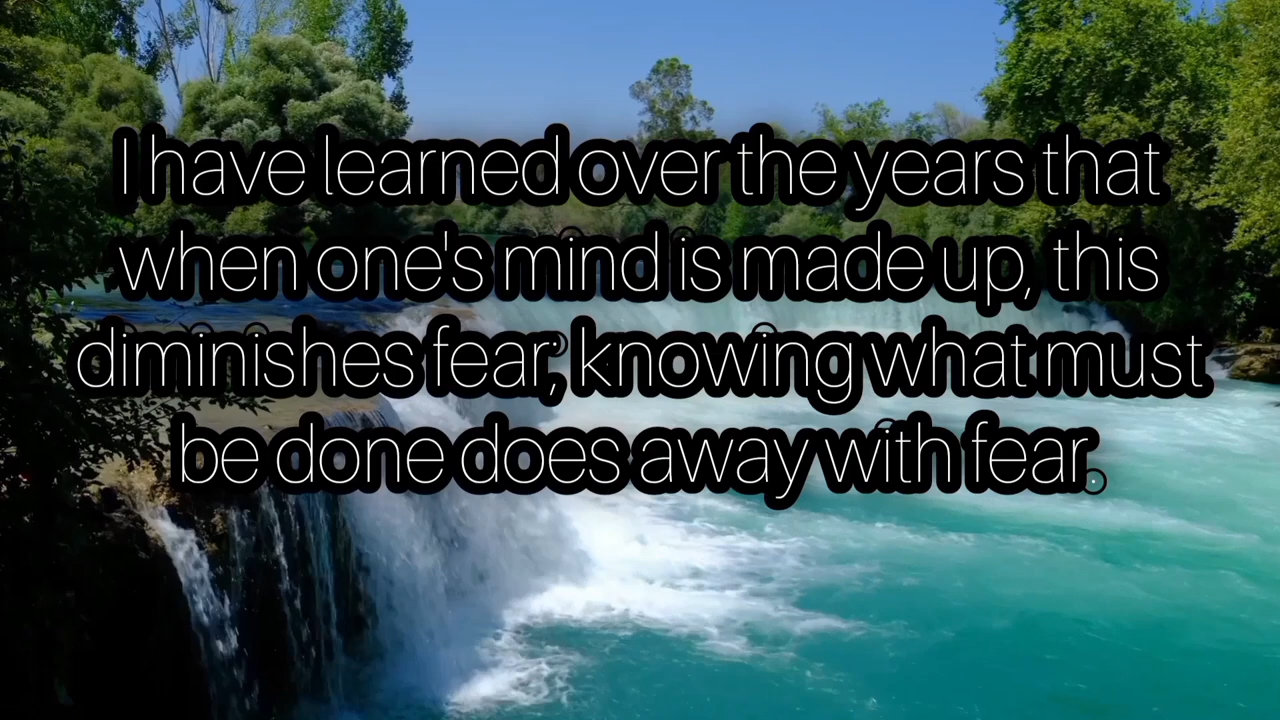 I have learned over the years that
when one's mind is made up, this
diminishes fear; knowing what must
be done does away with fear.